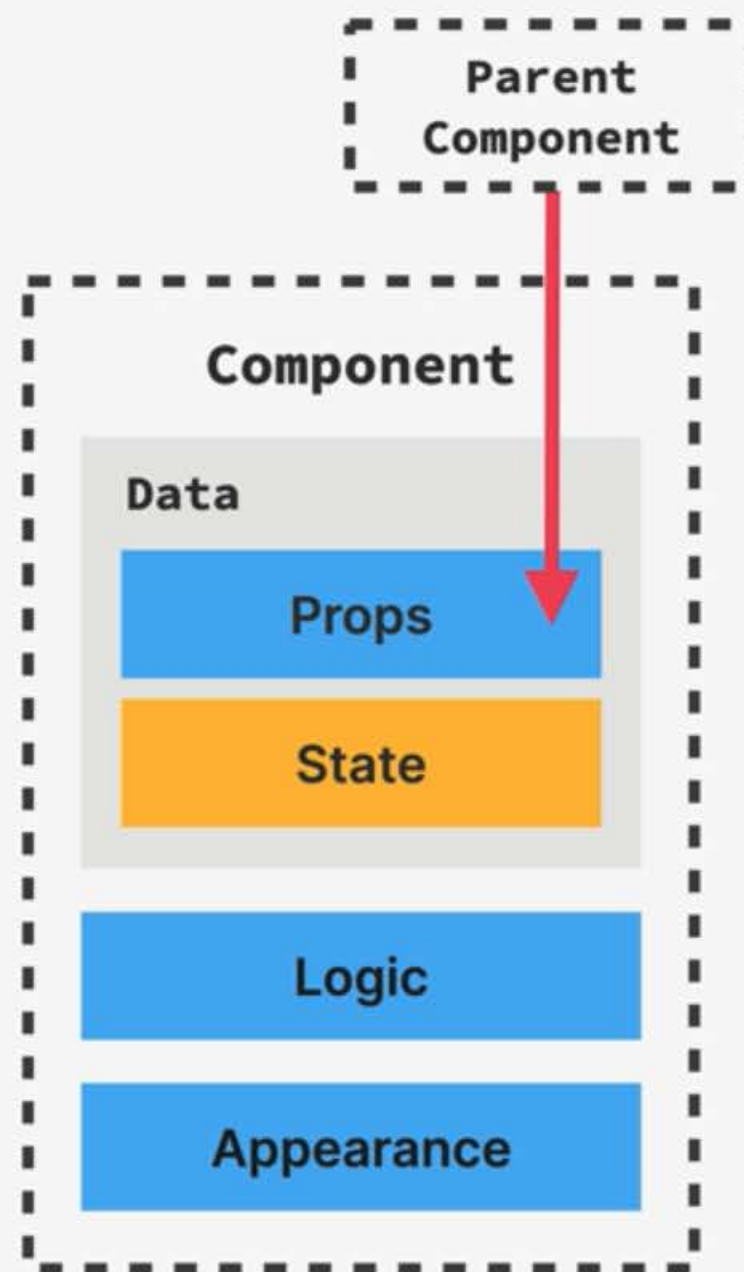 Parent
Component
Component
Data
Props
State
Logic
Appearance